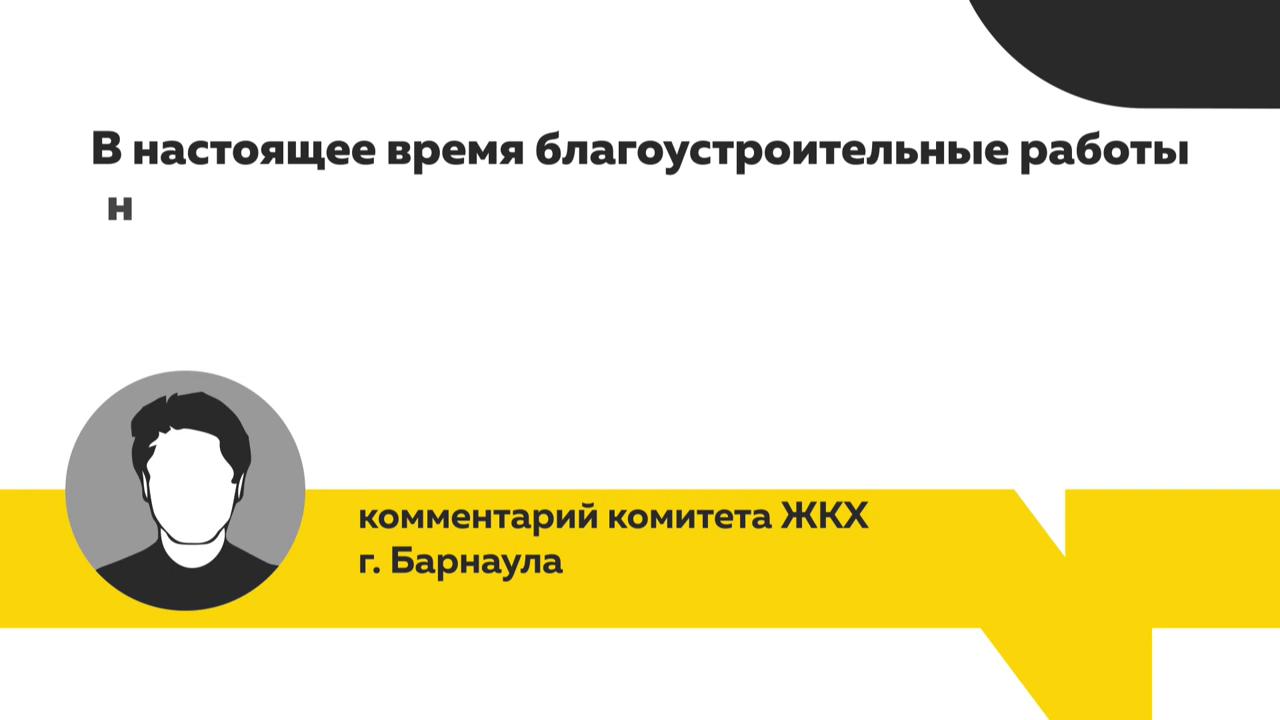 В настоящее время благоустроительные работы
н
комментарий комитета ЖКХ
г. Барнаула